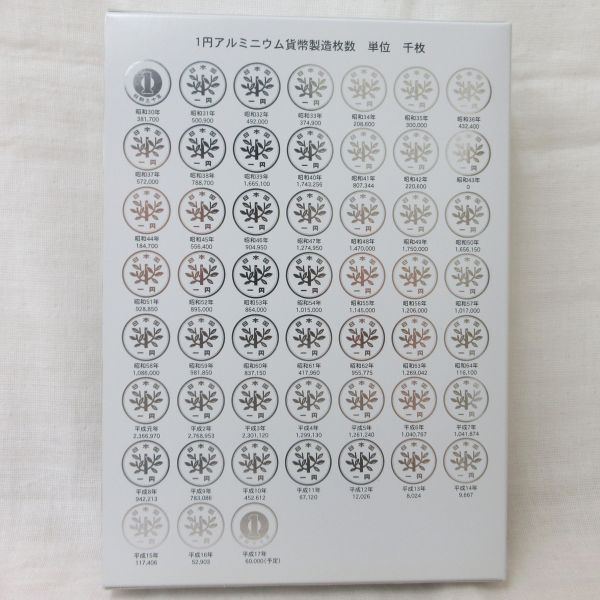 1円アルミニウム貨幣製造枚数 単位 千枚
昭和30年 昭和31年 昭和32年 昭和33年 昭和34年 昭和35年 昭和36年
381,700 500,900 492,000 374,900 208,600 300,000 432,400
昭和37年 昭和38年 昭和39年 昭和40年 昭和41年 昭和42年 昭和43年
572,000 788,700 1,665,100 1,743,256 807,344 220,600 0
昭和44年 昭和45年 昭和46年 昭和47年 昭和48年 昭和49年 昭和50年
184,700 556,400 904,950 1,274,950 1,470,000 1,750,000 1,656,150
昭和51年 昭和52年 昭和53年 昭和54年 昭和55年 昭和56年 昭和57年
928,850 895,000 864,000 1,015,000 1,145,000 1,206,000 1,017,000
昭和58年 昭和59年 昭和60年 昭和61年 昭和62年 昭和63年 昭和64年
1,086,000 981,850 837,150 417,960 955,775 1,269,042 116,100
平成元年 平成2年 平成3年 平成4年 平成5年 平成6年 平成7年
2,366,970 2,768,953 2,301,120 1,299,130 1,261,240 1,040,767 1,041,874
平成8年 平成9年 平成10年 平成11年 平成12年 平成13年 平成14年
942,213 783,086 452,612 67,120 12,026 8,024 9,667
平成15年 平成16年 平成17年
117,406 52,903 60,000(予定)